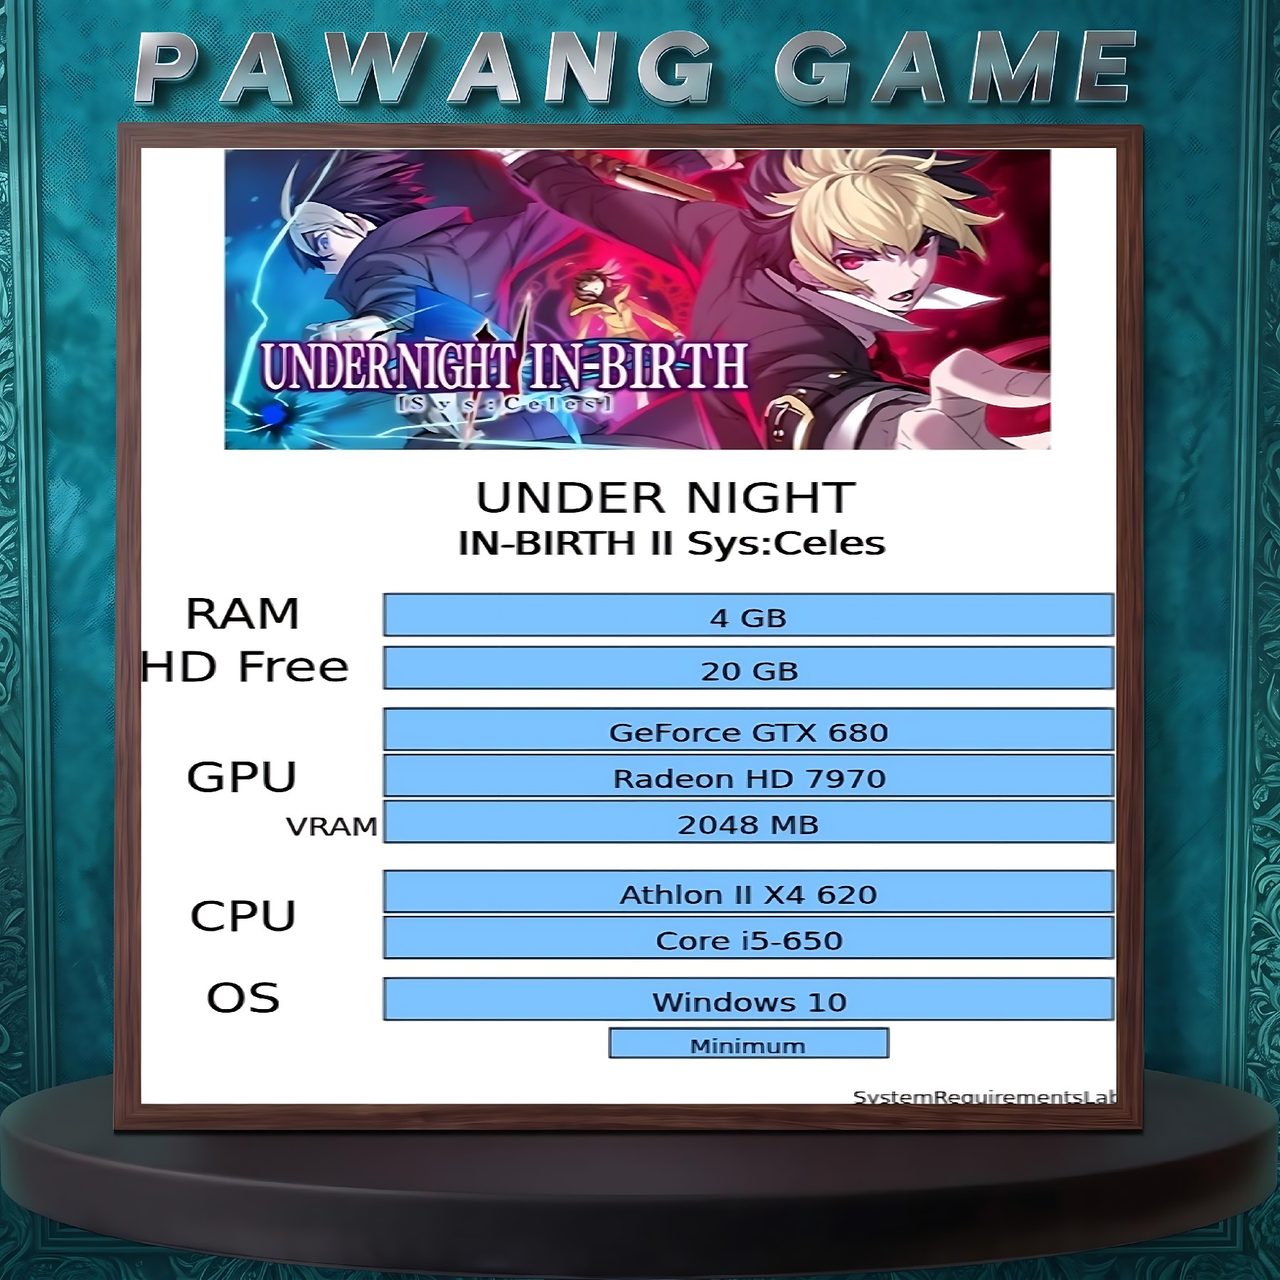 PAWANG GAME
UNDER NIGHT IN-BIRTH
[Sys:Celes]
UNDER NIGHT
IN-BIRTH II Sys:Celes
RAM 4 GB
HD Free 20 GB
GeForce GTX 680
GPU Radeon HD 7970
VRAM 2048 MB
Athlon II X4 620
CPU
Core i5-650
OS Windows 10
Minimum
SystemRequirementsLab